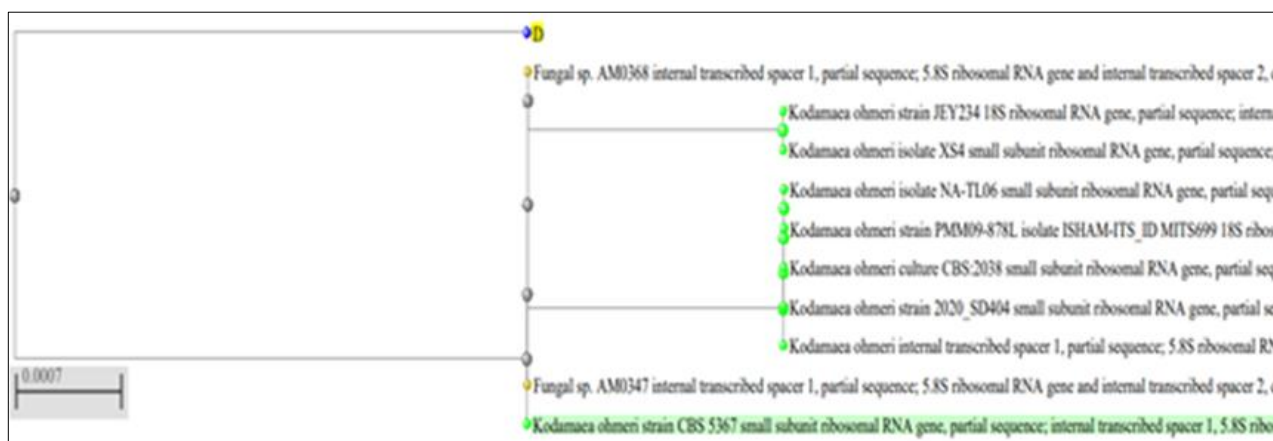 D
Fungal sp. AM0368 internal transcribed spacer 1, partial sequence; 5.8S ribosomal RNA gene and internal transcribed spacer 2,
Kodamaea ohmeri strain JEY234 18S ribosomal RNA gene, partial sequence; intern
Kodamaea ohmeri isolate XS4 small subunit ribosomal RNA gene, partial sequence;
Kodamaea ohmeri isolate NA-TL06 small subunit ribosomal RNA gene, partial sequ
Kodamaea ohmeri strain PMM09-878L isolate ISHAM-ITS_ID MITS699 18S ribos
Kodamaea ohmeri culture CBS:2038 small subunit ribosomal RNA gene, partial seq
Kodamaea ohmeri strain 2020_SD404 small subunit ribosomal RNA gene, partial se
Kodamaea ohmeri internal transcribed spacer 1, partial sequence; 5.8S ribosomal RN
0.0007
Fungal sp. AM0347 internal transcribed spacer 1, partial sequence; 5.8S ribosomal RNA gene and internal transcribed spacer 2,
Kodamaea ohmeri strain CBS 5367 small subunit ribosomal RNA gene, partial sequence; internal transcribed spacer 1, 5.8S ribo